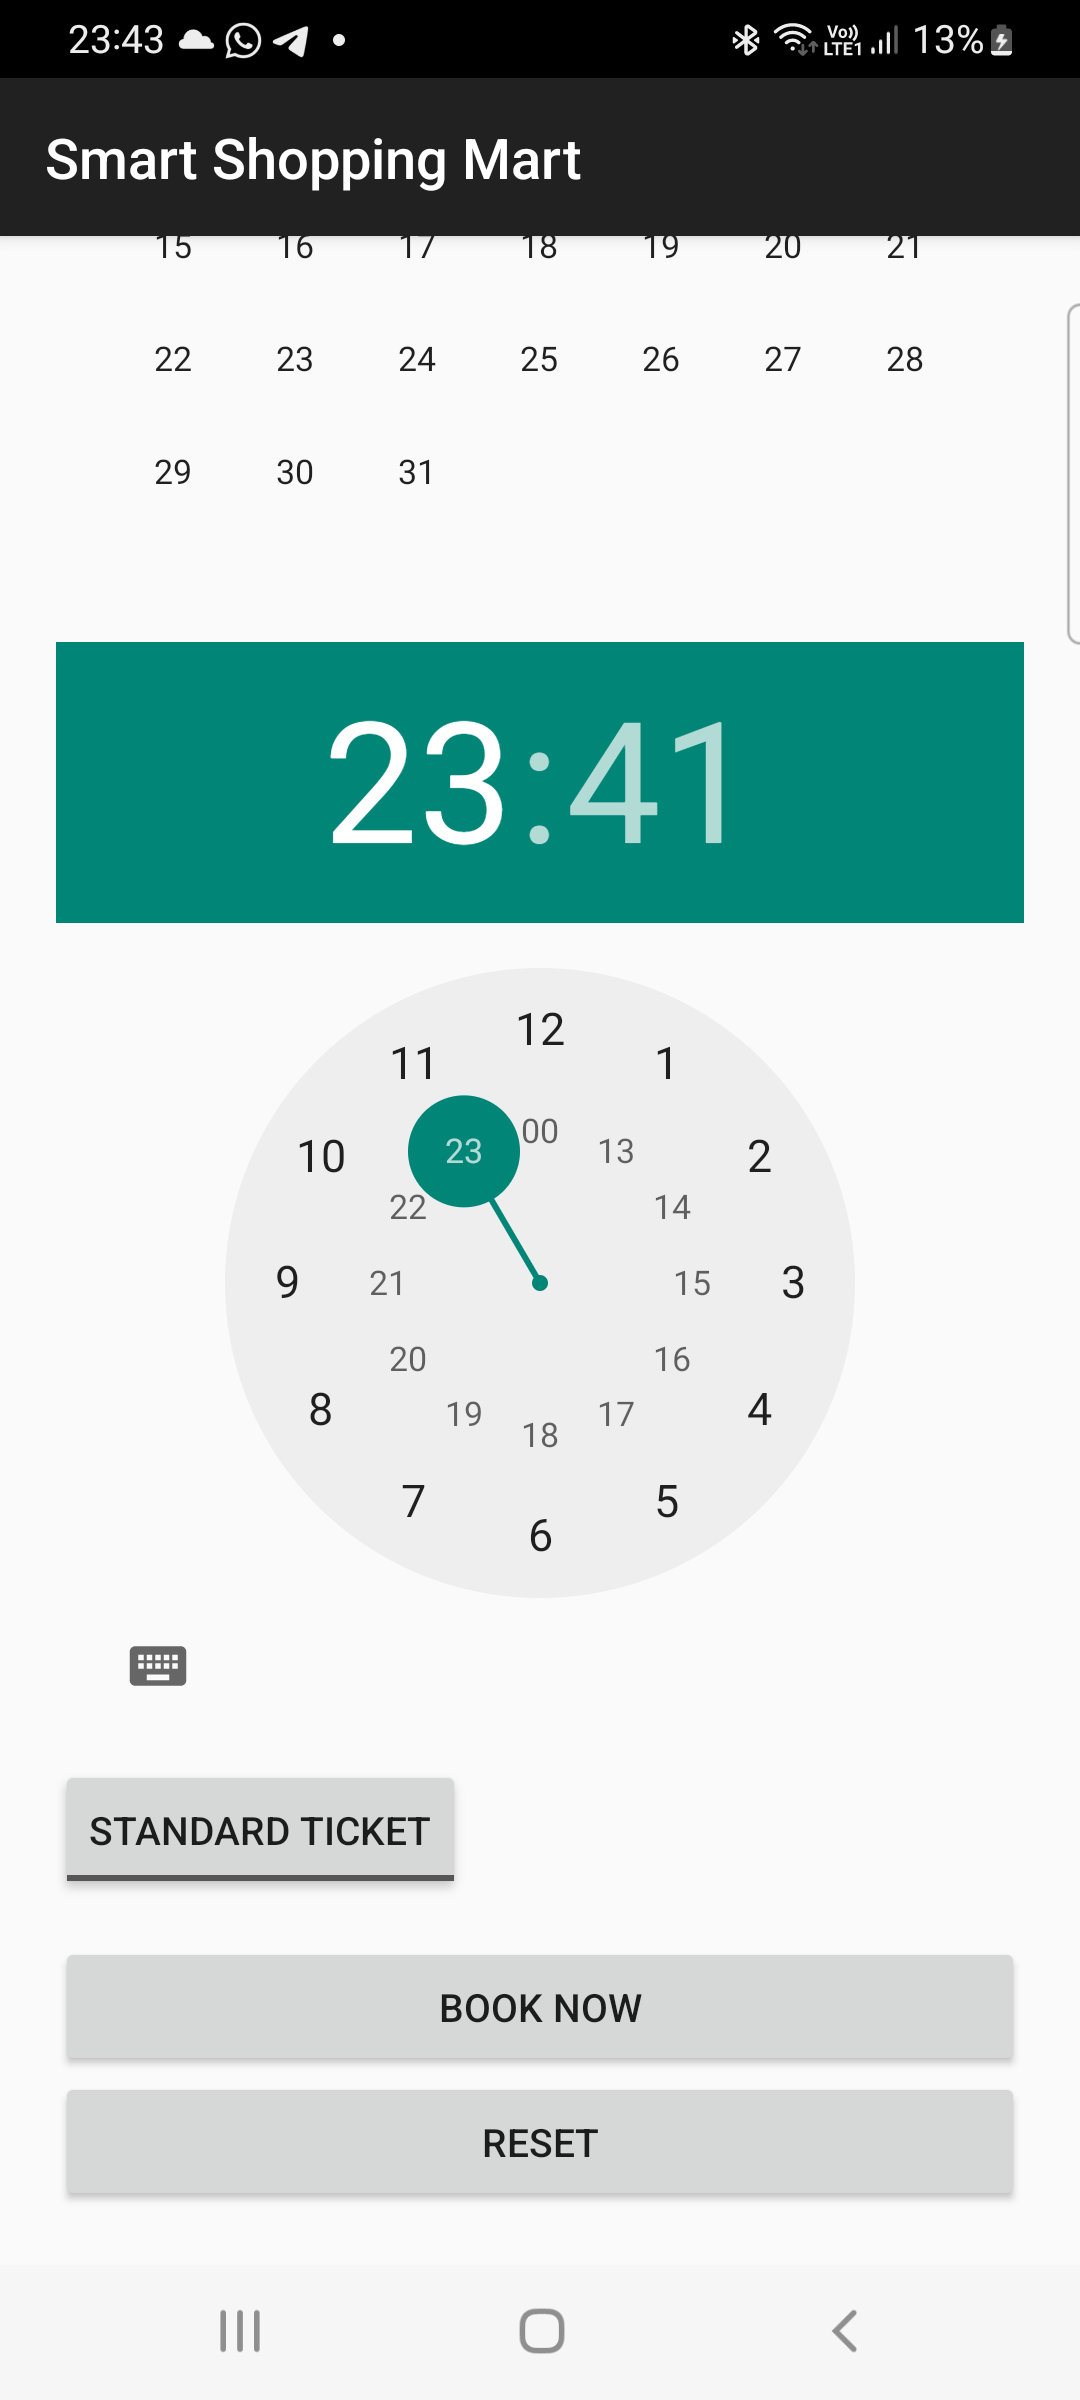 23:43 Vo)) LTE1 13%
Smart Shopping Mart
15 16 17 18 19 20 21
22 23 24 25 26 27 28
29 30 31
23:41
12
11 1
00
10 23 13 2
22 14
9 21 15 3
20 16
8 19 17 4
18
7 5
6
STANDARD TICKET
BOOK NOW
RESET